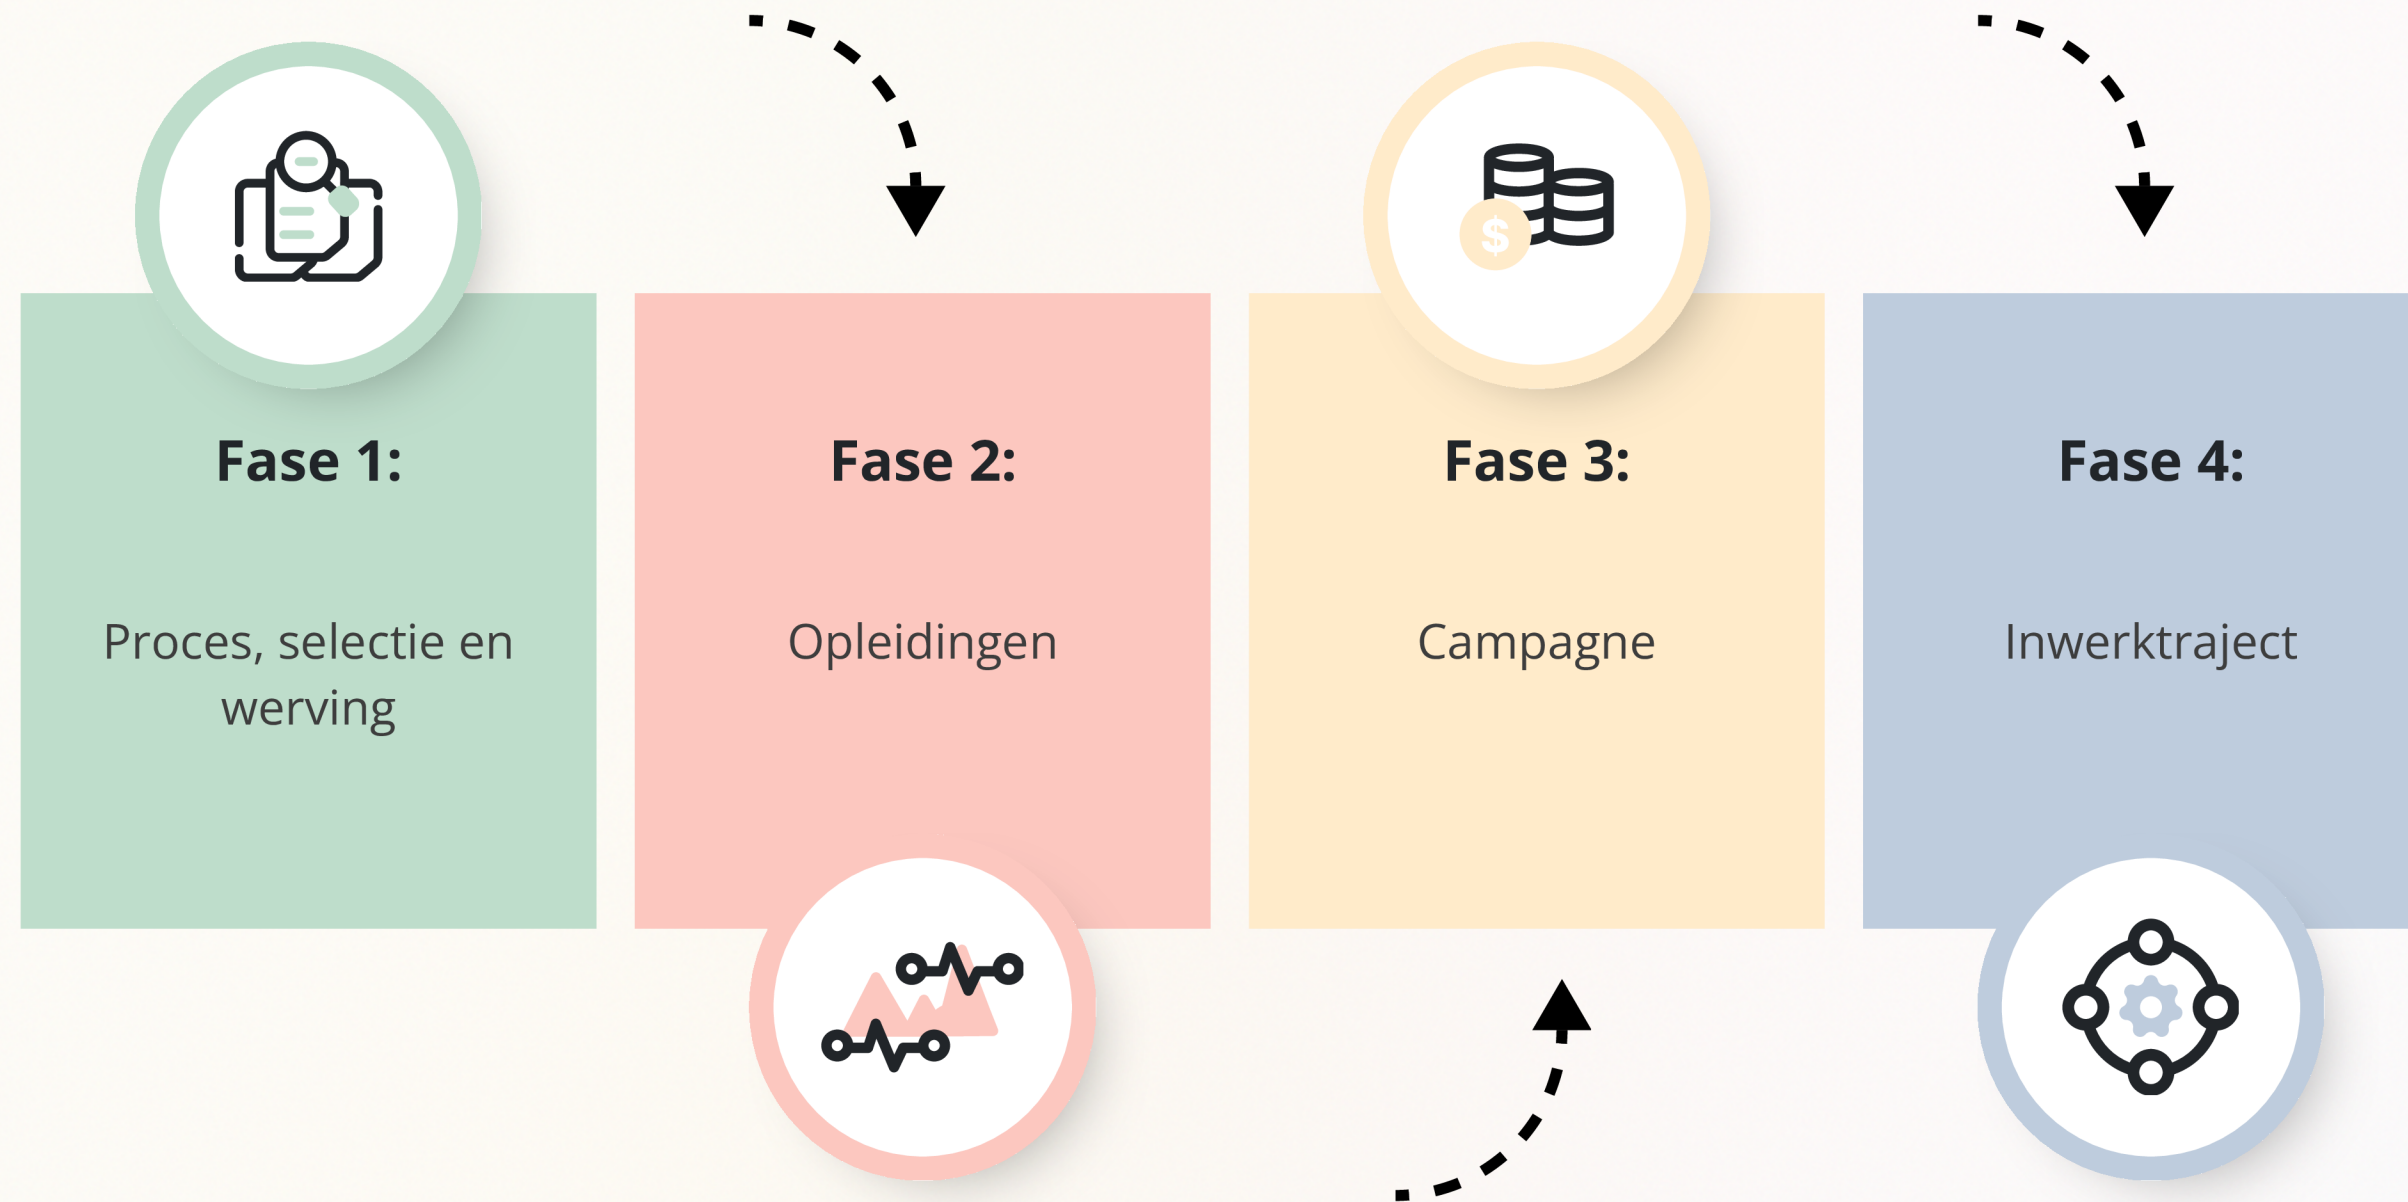 $
Fase 1:
Proces, selectie en
werving
Fase 2:
Opleidingen
Fase 3:
Campagne
Fase 4:
Inwerktraject